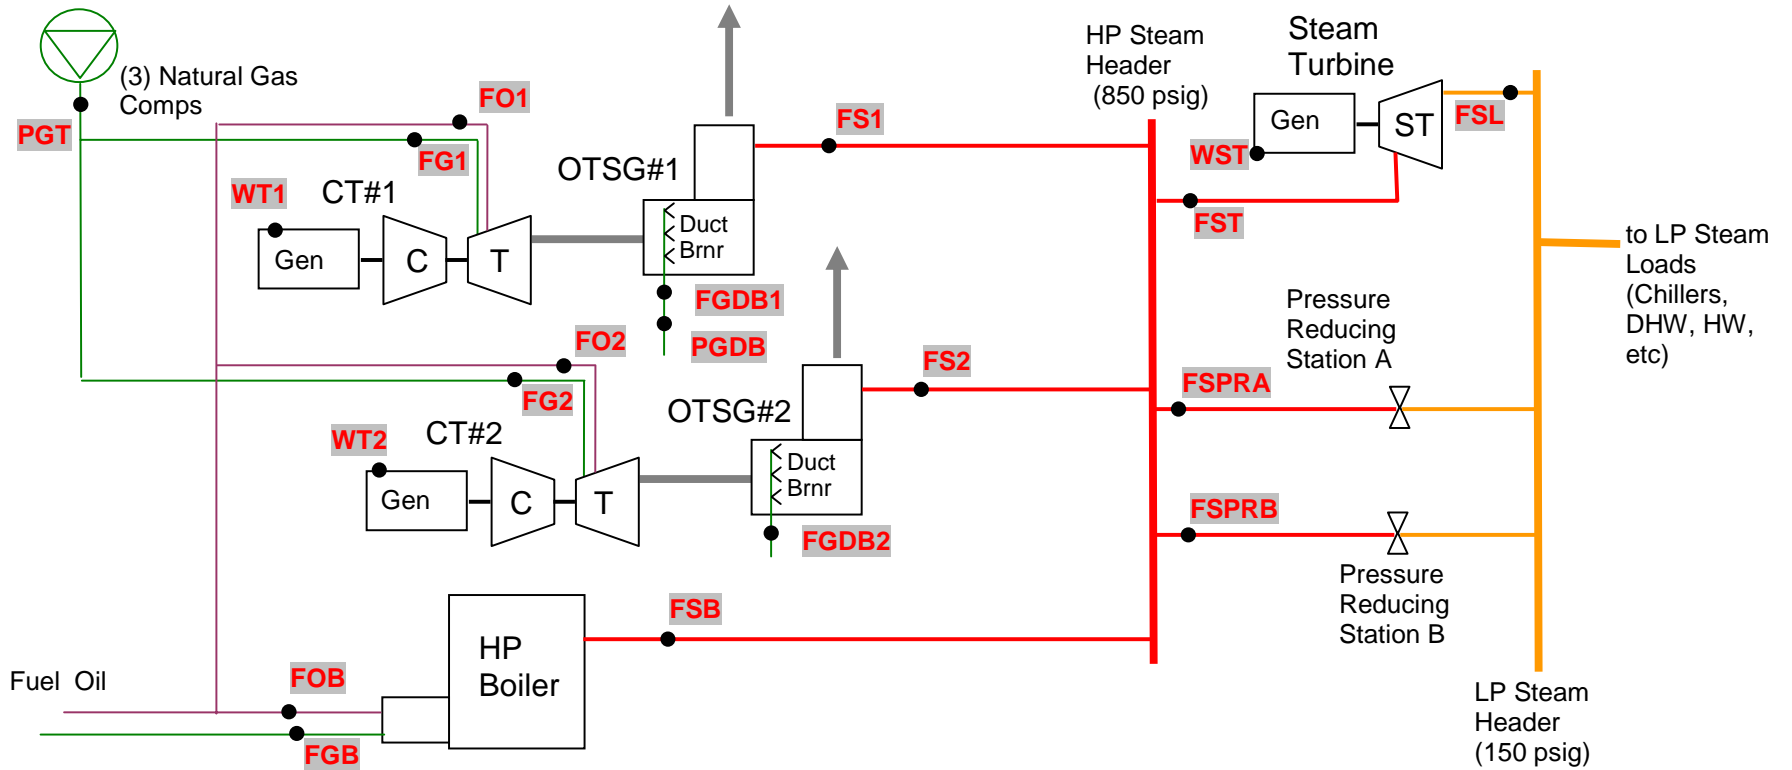 (3) Natural Gas
Comps
PGT
FO1
FG1
WT1
CT#1
Gen
C
T
OTSG#1
Duct
Brnr
FGDB1
PGDB
FS1
FO2
FG2
WT2
CT#2
Gen
C
T
OTSG#2
Duct
Brnr
FGDB2
FS2
HP
Boiler
FSB
Fuel Oil
FOB
FGB
HP Steam
Header
(850 psig)
Steam
Turbine
Gen
ST
WST
FSL
FST
Pressure
Reducing
Station A
FSPRA
FSPRB
Pressure
Reducing
Station B
to LP Steam
Loads
(Chillers,
DHW, HW,
etc)
LP Steam
Header
(150 psig)